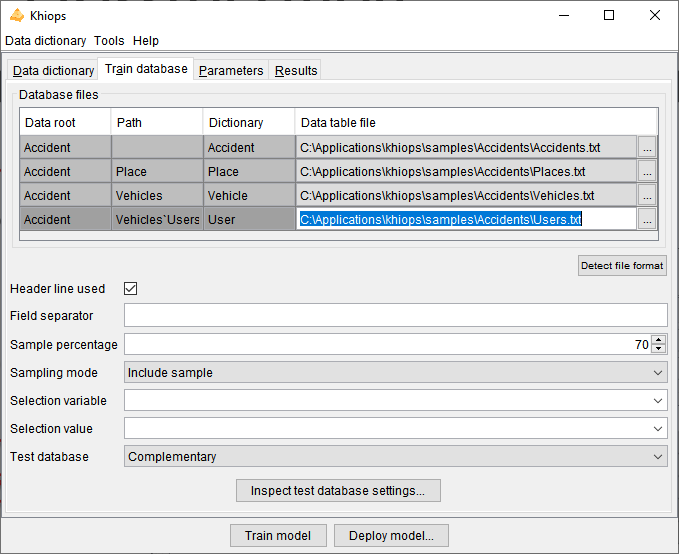 Khiops
Data dictionary Tools Help
Data dictionary Train database Parameters Results
Database files
Data root Path Dictionary Data table file
Accident Accident C:\Applications\khiops\samples\Accidents\Accidents.txt ...
Accident Place Place C:\Applications\khiops\samples\Accidents\Places.txt ...
Accident Vehicles Vehicle C:\Applications\khiops\samples\Accidents\Vehicles.txt ...
Accident Vehicles`Users User C:\Applications\khiops\samples\Accidents\Users.txt ...
Detect file format
Header line used
Field separator
Sample percentage 70
Sampling mode Include sample
Selection variable
Selection value
Test database Complementary
Inspect test database settings...
Train model Deploy model...